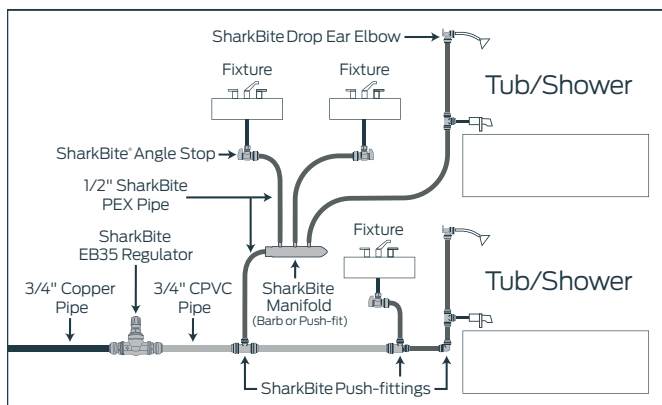 SharkBite Drop Ear Elbow
Fixture
Fixture
Tub/Shower
SharkBite® Angle Stop
1/2" SharkBite
PEX Pipe
SharkBite
EB35 Regulator
Fixture
3/4" Copper
Pipe
3/4" CPVC
Pipe
SharkBite
Manifold
(Barb or Push-fit)
Tub/Shower
SharkBite Push-fittings